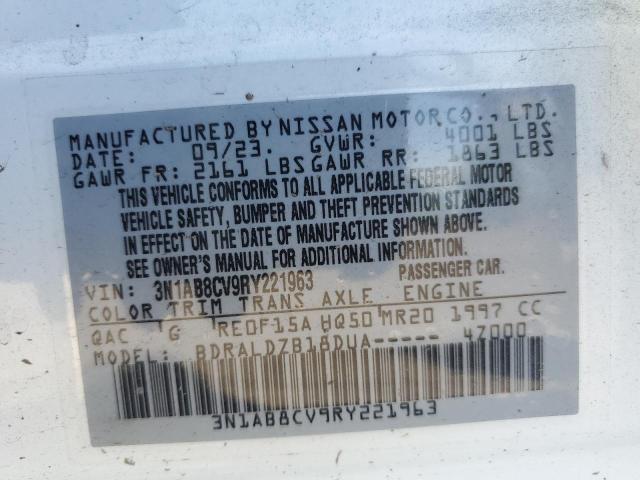 MANUFACTURED BY NISSAN MOTOR CO., LTD.
DATE: 09/23. GVWR: 4001 LBS
GAWR FR: 2161 LBS GAWR RR: 1863 LBS
THIS VEHICLE CONFORMS TO ALL APPLICABLE FEDERAL MOTOR
VEHICLE SAFETY, BUMPER AND THEFT PREVENTION STANDARDS
IN EFFECT ON THE DATE OF MANUFACTURE SHOWN ABOVE.
SEE OWNER'S MANUAL FOR ADDITIONAL INFORMATION.
VIN: 3N1AB8CV9RY221963 PASSENGER CAR.
COLOR TRIM TRANS AXLE ENGINE
QAC G RE0F15A HQ50 MR20 1997 CC
MODEL: BDRALDZB18DUA----- 47000
3N1AB8CV9RY221963